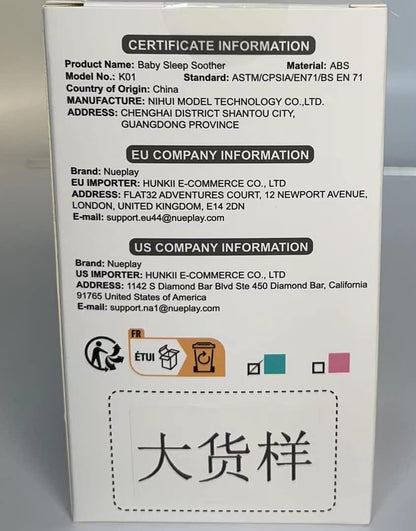 CERTIFICATE INFORMATION
Product Name: Baby Sleep Soother Material: ABS
Model No.: K01 Standard: ASTM/CPSIA/EN71/BS EN 71
Country of Origin: China
MANUFACTURE: NIHUI MODEL TECHNOLOGY CO.,LTD.
ADDRESS: CHENGHAI DISTRICT SHANTOU CITY,
GUANGDONG PROVINCE
EU COMPANY INFORMATION
Brand: Nueplay
EU IMPORTER: HUNKII E-COMMERCE CO., LTD
ADDRESS: FLAT32 ADVENTURES COURT, 12 NEWPORT AVENUE,
LONDON, UNITED KINGDOM, E14 2DN
E-mail: support.eu44@nueplay.com
US COMPANY INFORMATION
Brand: Nueplay
US IMPORTER: HUNKII E-COMMERCE CO., LTD
ADDRESS: 1142 S Diamond Bar Blvd Ste 450 Diamond Bar, California
91765 United States of America
E-mail: support.na1@nueplay.com
FR
ÉTUI
大货样